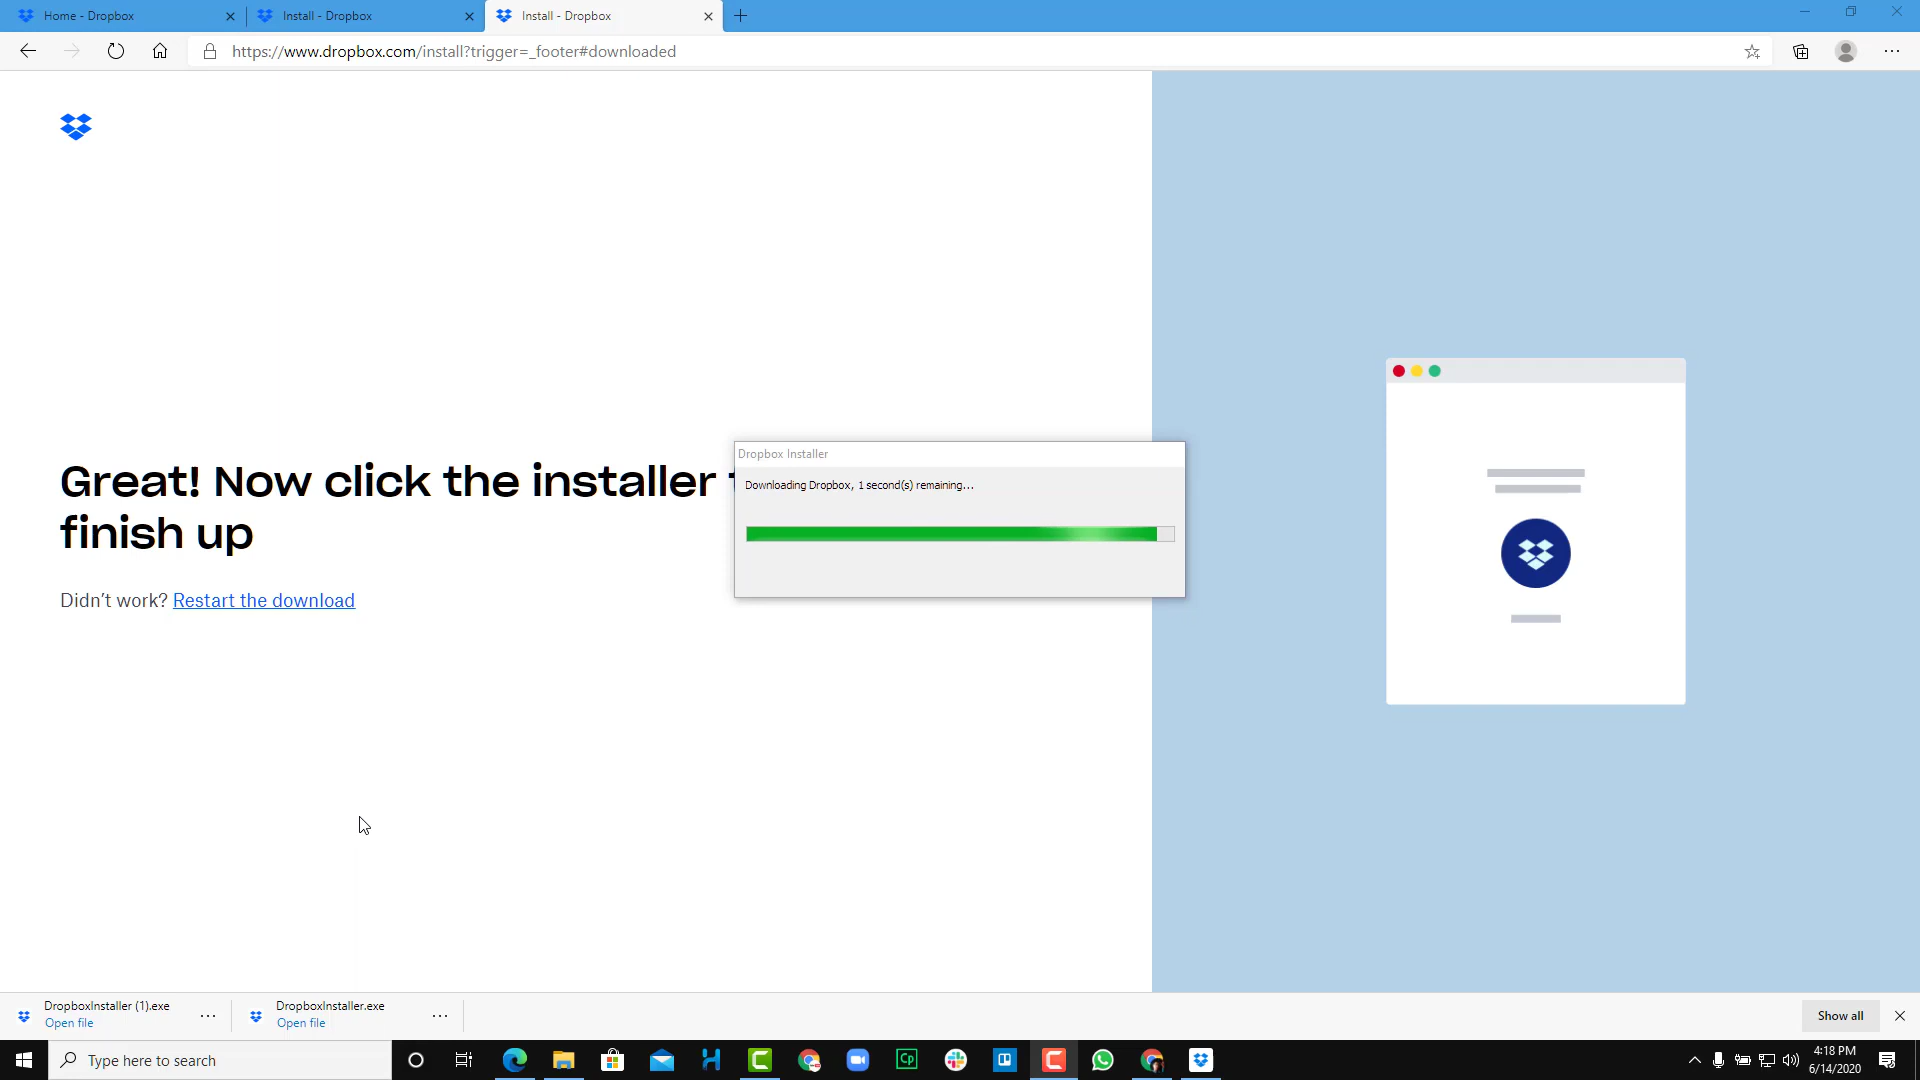 Home - Dropbox
Install - Dropbox
Install - Dropbox
https://www.dropbox.com/install?trigger=_footer#downloaded
Great! Now click the installer
finish up
Didn't work? Restart the download
Dropbox Installer
Downloading Dropbox, 1 second(s) remaining...
DropboxInstaller (1).exe
Open file
DropboxInstaller.exe
Open file
Show all
Type here to search
Cp
4:18 PM
6/14/2020